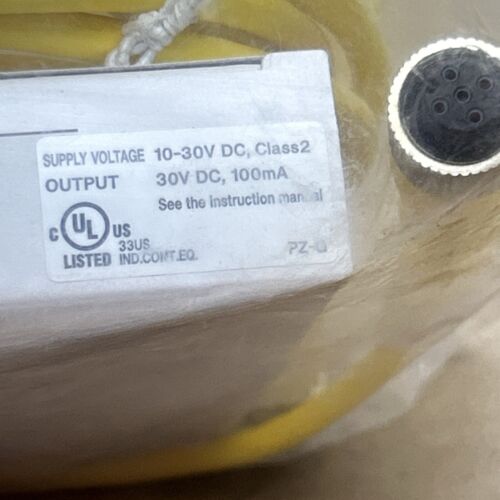 SUPPLY VOLTAGE 10-30V DC, Class2
OUTPUT 30V DC, 100mA
See the instruction manual
C UL US
33US
LISTED IND.CONT.EQ.